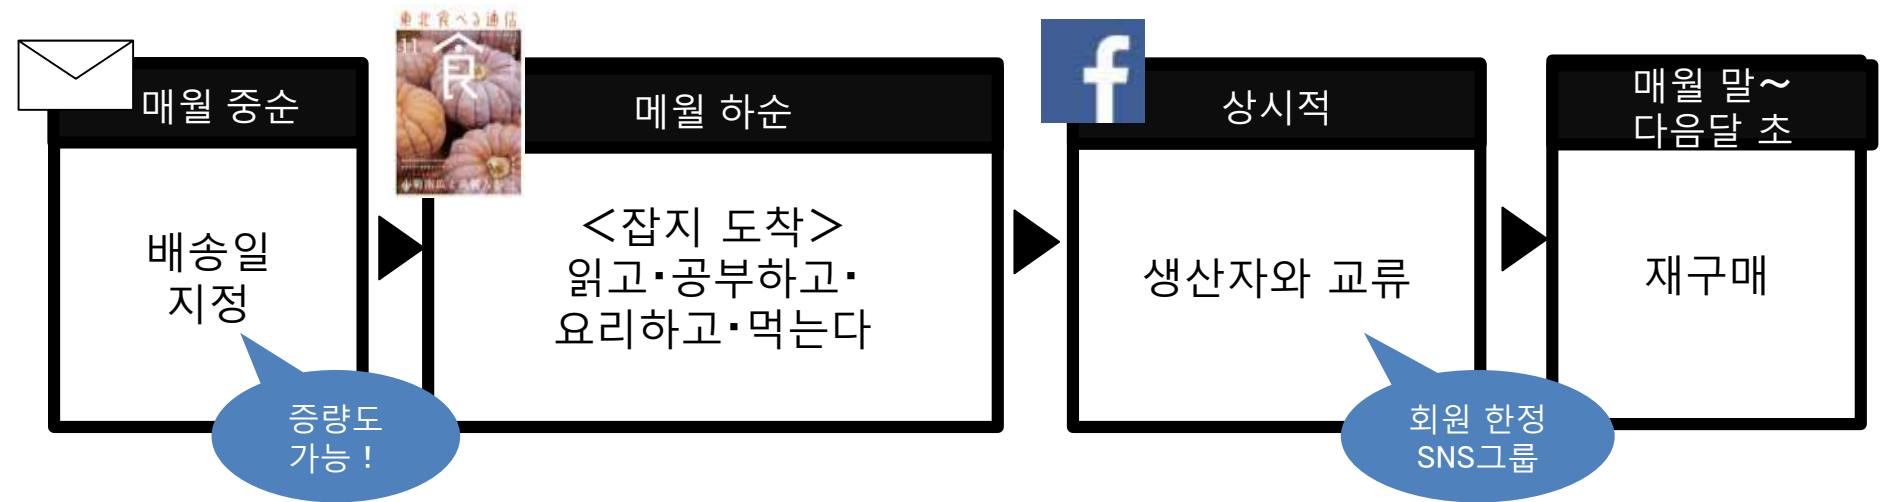 매월 중순
배송일
지정
증량도
가능!
東北食べる通信
11
食
메월 하순
<잡지 도착>
읽고·공부하고·
요리하고·먹는다
f
상시적
생산자와 교류
회원 한정
SNS그룹
매월 말~
다음달 초
재구매